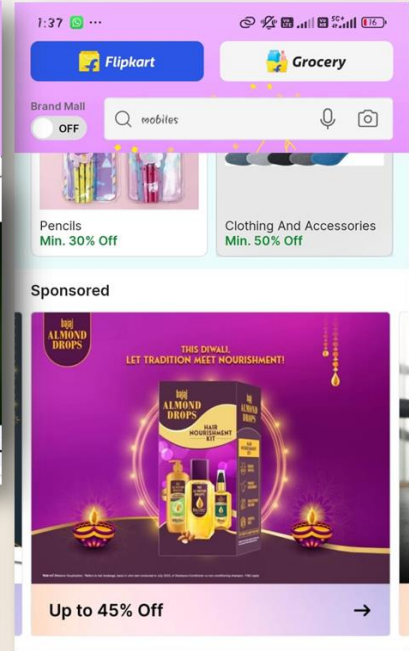 1:37
16
Flipkart
Grocery
Brand Mall
OFF
mobiles
Pencils
Min. 30% Off
Clothing And Accessories
Min. 50% Off
Sponsored
bajaj
ALMOND
DROPS
THIS DIWALI,
LET TRADITION MEET NOURISHMENT!
bajaj
ALMOND
DROPS
HAIR
NOURISHMENT
KIT
Up to 45% Off